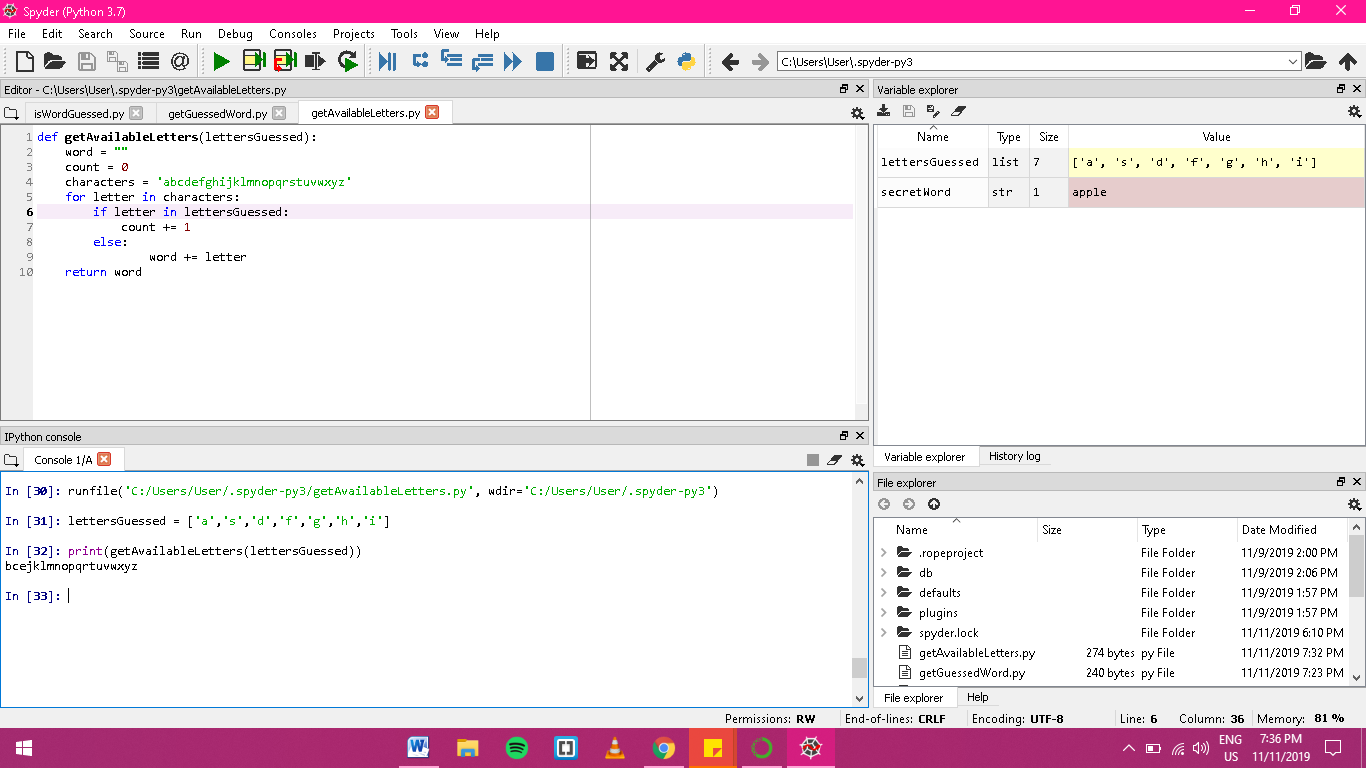 Spyder (Python 3.7)
File Edit Search Source Run Debug Consoles Projects Tools View Help
C:\Users\User\.spyder-py3
Editor - C:\Users\User\.spyder-py3\getAvailableLetters.py
isWordGuessed.py getGuessedWord.py getAvailableLetters.py
1 def getAvailableLetters(lettersGuessed):
2 word = ""
3 count = 0
4 characters = 'abcdefghijklmnopqrstuvwxyz'
5 for letter in characters:
6 if letter in lettersGuessed:
7 count += 1
8 else:
9 word += letter
10 return word
IPython console
Console 1/A
In [30]: runfile('C:/Users/User/.spyder-py3/getAvailableLetters.py', wdir='C:/Users/User/.spyder-py3')
In [31]: lettersGuessed = ['a','s','d','f','g','h','i']
In [32]: print(getAvailableLetters(lettersGuessed))
bcejklmnopqrtuvwxyz
In [33]:
Variable explorer
Name Type Size Value
lettersGuessed list 7 ['a', 's', 'd', 'f', 'g', 'h', 'i']
secretWord str 1 apple
Variable explorer History log
File explorer
Name Size Type Date Modified
.ropeproject File Folder 11/9/2019 2:00 PM
db File Folder 11/9/2019 2:06 PM
defaults File Folder 11/9/2019 1:57 PM
plugins File Folder 11/9/2019 1:57 PM
spyder.lock File Folder 11/11/2019 6:10 PM
getAvailableLetters.py 274 bytes py File 11/11/2019 7:32 PM
getGuessedWord.py 240 bytes py File 11/11/2019 7:23 PM
File explorer Help
Permissions: RW End-of-lines: CRLF Encoding: UTF-8 Line: 6 Column: 36 Memory: 81 %
ENG 7:36 PM
US 11/11/2019